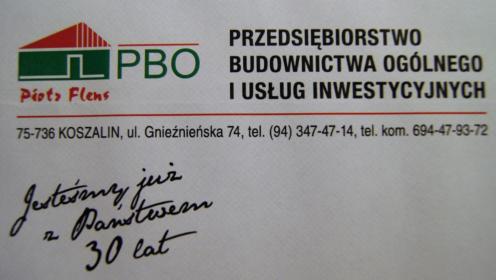 PBO
Piotr Flens
PRZEDSIĘBIORSTWO
BUDOWNICTWA OGÓLNEGO
I USŁUG INWESTYCYJNYCH
75-736 KOSZALIN, ul. Gnieźnieńska 74, tel. (94) 347-47-14, tel. kom. 694-47-93-72
Jesteśmy już
z Państwem
30 lat